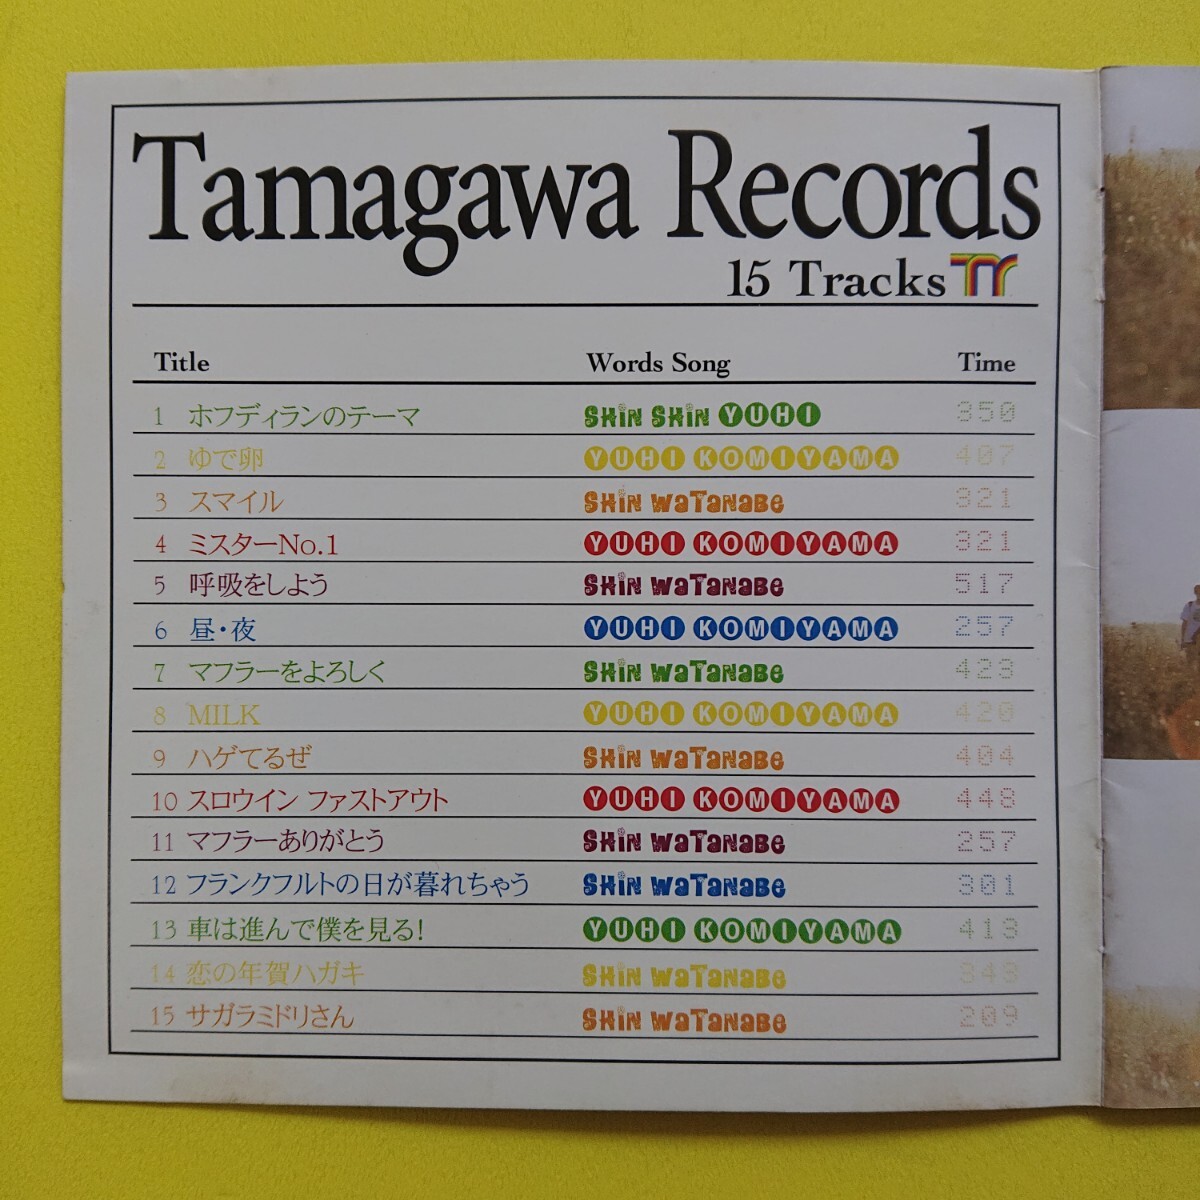 Tamagawa Records
15 Tracks TR
Title Words Song Time
1 ホフディランのテーマ SHIN SHIN YUHI 350
2 ゆで卵 YUHI KOMIYAMA 407
3 スマイル SHIN WATANABE 321
4 ミスターNo.1 YUHI KOMIYAMA 321
5 呼吸をしよう SHIN WATANABE 517
6 昼・夜 YUHI KOMIYAMA 257
7 マフラーをよろしく SHIN WATANABE 423
8 MILK YUHI KOMIYAMA 420
9 ハゲてるぜ SHIN WATANABE 404
10 スロウイン ファストアウト YUHI KOMIYAMA 448
11 マフラーありがとう SHIN WATANABE 257
12 フランクフルトの日が暮れちゃう SHIN WATANABE 301
13 車は進んで僕を見る! YUHI KOMIYAMA 413
14 恋の年賀ハガキ SHIN WATANABE 343
15 サガラミドリさん SHIN WATANABE 209